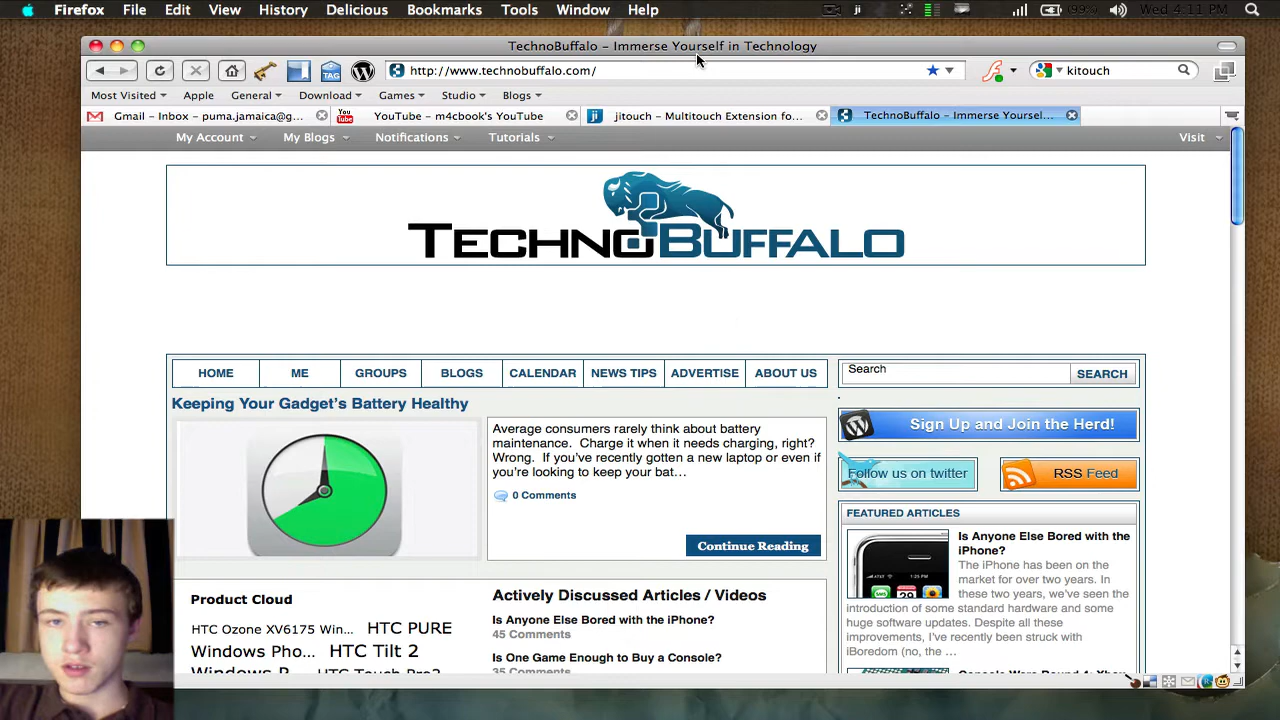 Firefox File Edit View History Delicious Bookmarks Tools Window Help ji (99%) Wed 4:11 PM
TechnoBuffalo – Immerse Yourself in Technology
http://www.technobuffalo.com/ kitouch
Most Visited Apple General Download Games Studio Blogs
Gmail - Inbox - puma.jamaica@g... YouTube - m4cbook's YouTube jitouch - Multitouch Extension fo... TechnoBuffalo – Immerse Yoursel...
My Account My Blogs Notifications Tutorials Visit
TECHNOBUFFALO
HOME ME GROUPS BLOGS CALENDAR NEWS TIPS ADVERTISE ABOUT US Search SEARCH
Keeping Your Gadget's Battery Healthy
Average consumers rarely think about battery
maintenance. Charge it when it needs charging, right?
Wrong. If you've recently gotten a new laptop or even if
you're looking to keep your bat…
0 Comments
Continue Reading
Sign Up and Join the Herd!
Follow us on twitter RSS Feed
FEATURED ARTICLES
Is Anyone Else Bored with the
iPhone?
The iPhone has been on
the market for over two years. In
these two years, we've seen the
introduction of some standard hardware and some
huge software updates. Despite all these
improvements, I've recently been struck with
iBoredom (no, the …
Product Cloud
HTC Ozone XV6175 Win... HTC PURE
Windows Pho... HTC Tilt 2
Actively Discussed Articles / Videos
Is Anyone Else Bored with the iPhone?
45 Comments
Is One Game Enough to Buy a Console?
35 Comments